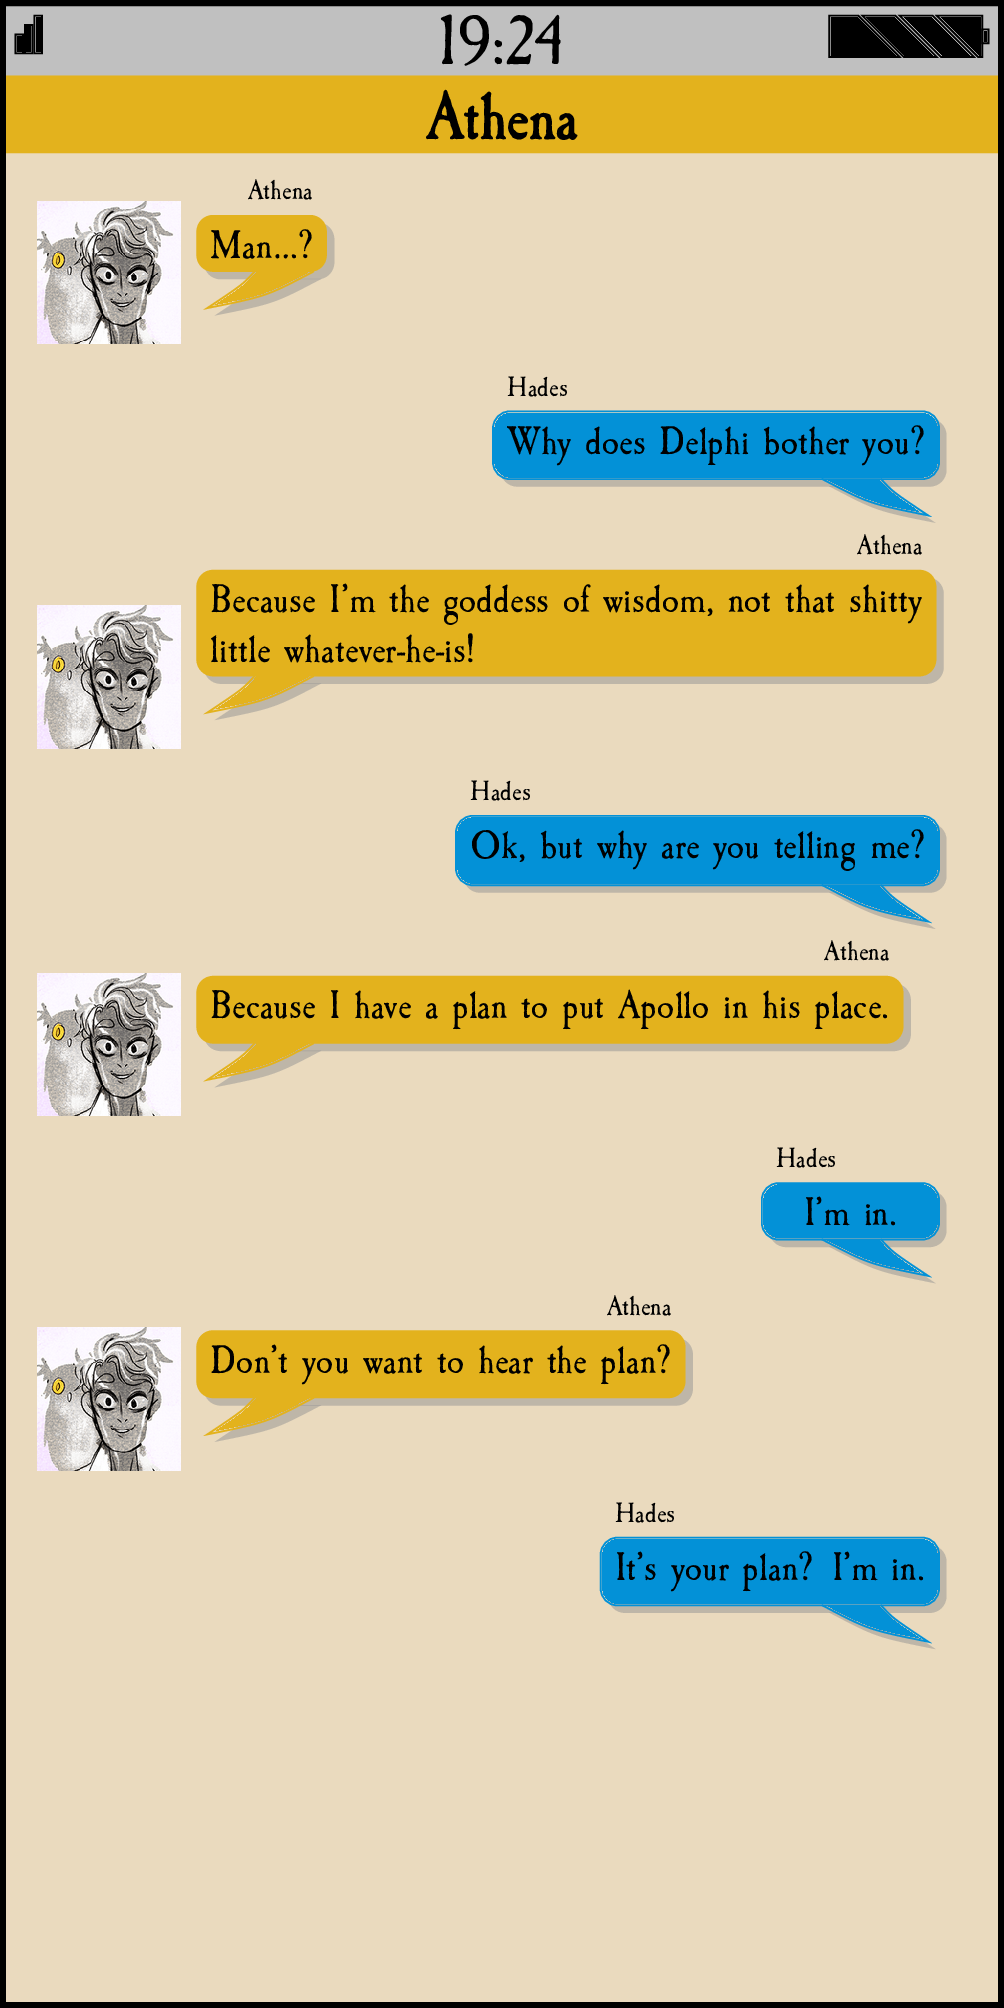 19:24
Athena
Athena
Man...?
Hades
Why does Delphi bother you?
Athena
Because I'm the goddess of wisdom, not that shitty
little whatever-he-is!
Hades
Ok, but why are you telling me?
Athena
Because I have a plan to put Apollo in his place.
Hades
I'm in.
Athena
Don't you want to hear the plan?
Hades
It's your plan? I'm in.